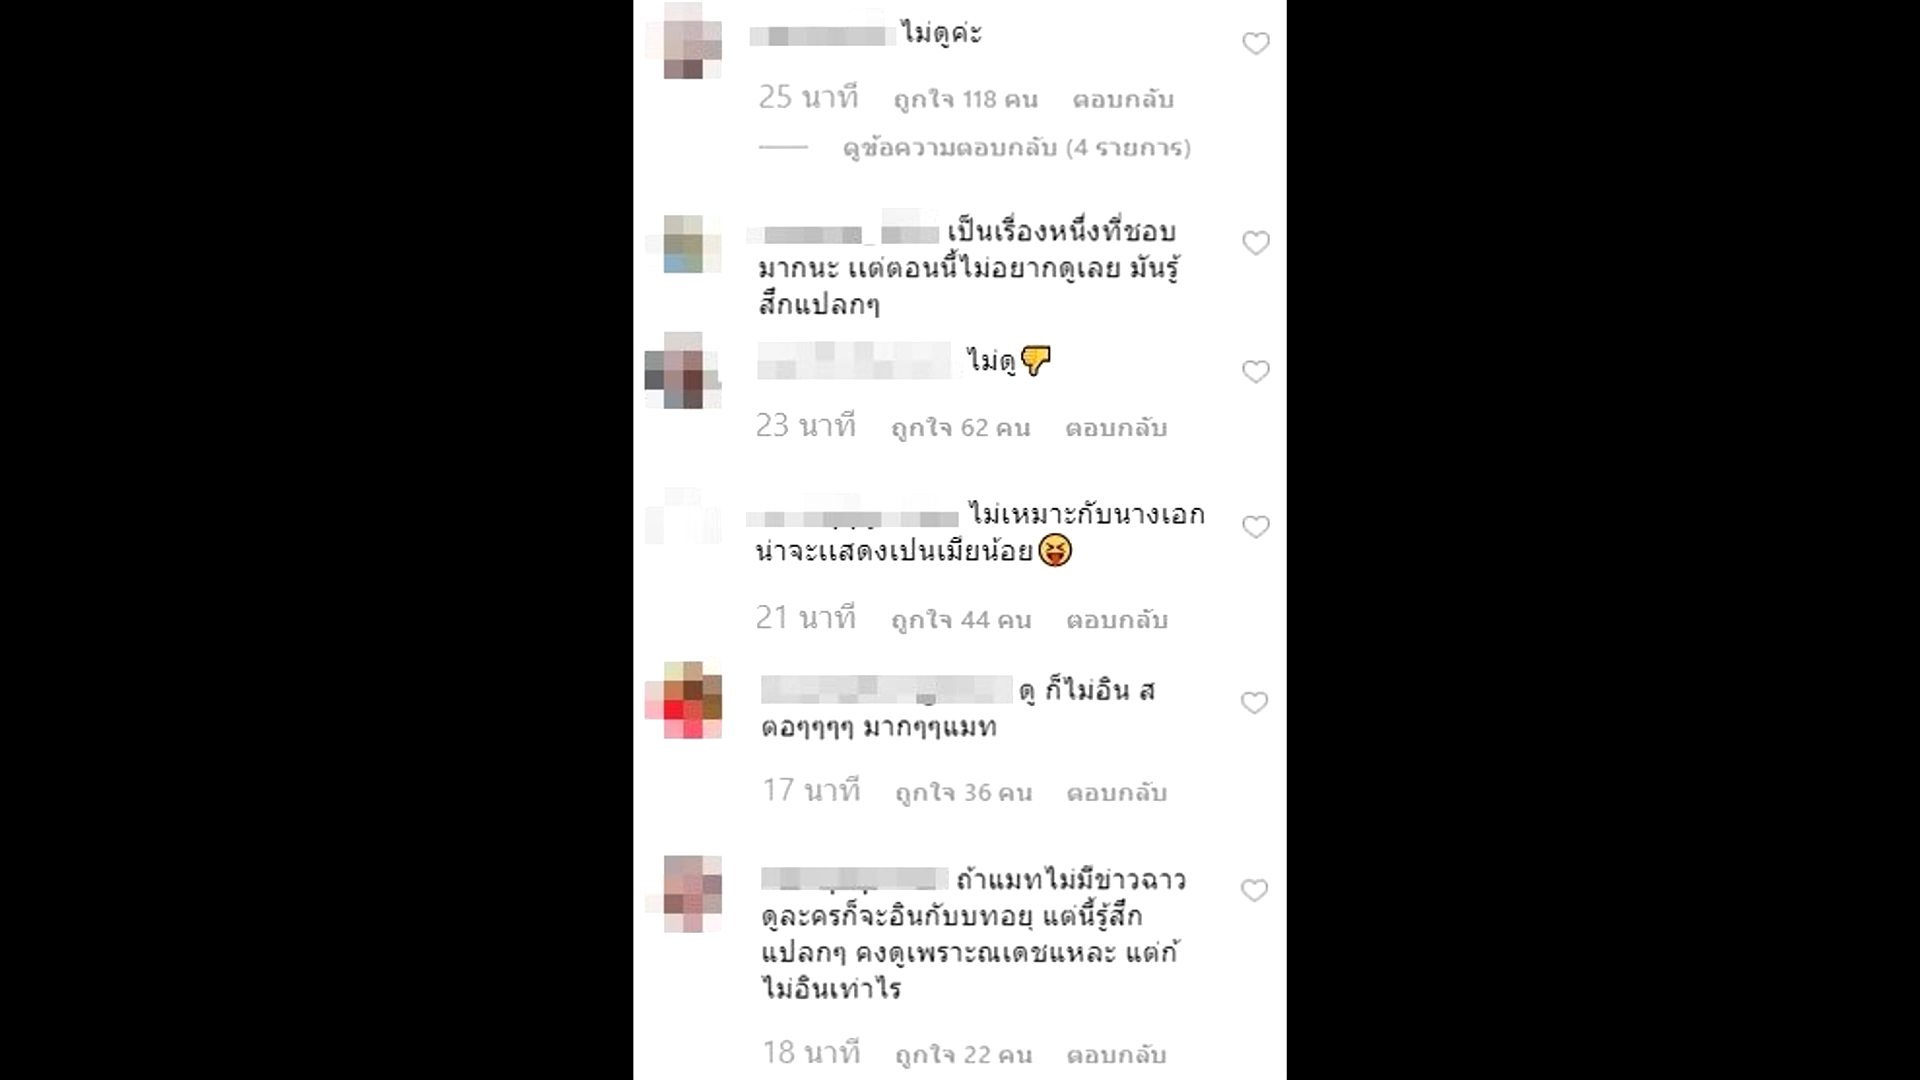 ไม่ดูค่ะ
25 นาที ถูกใจ 118 คน ตอบกลับ
ดูข้อความตอบกลับ (4 รายการ)
เป็นเรื่องหนึ่งที่ชอบ
มากนะ แต่ตอนนี้ไม่อยากดูเลย มันรู้
สึกแปลกๆ
ไม่ดู👎
23 นาที ถูกใจ 62 คน ตอบกลับ
ไม่เหมาะกับนางเอก
น่าจะแสดงเปนเมียน้อย😝
21 นาที ถูกใจ 44 คน ตอบกลับ
ดู ก็ไม่อิน ส
ตอๆๆๆๆ มากๆๆแมท
17 นาที ถูกใจ 36 คน ตอบกลับ
ถ้าแมทไม่มีข่าวฉาว
ดูละครก็จะอินกับบทอยุ แต่นี้รู้สึก
แปลกๆ คงดูเพราะณเดชแหละ แต่ก้
ไม่อินเท่าไร
18 นาที ถูกใจ 22 คน ตอบกลับ